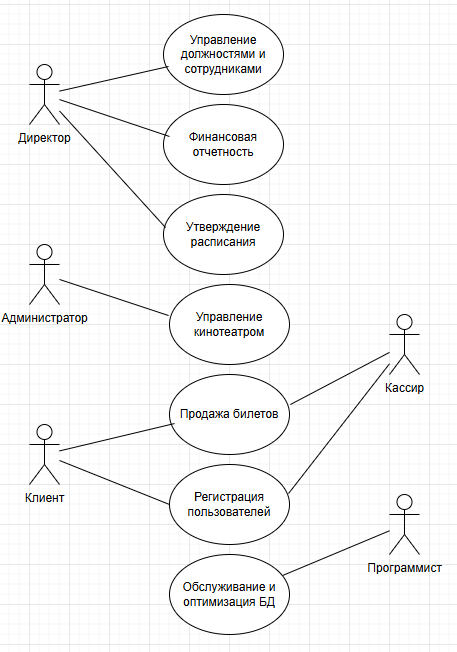 Управление
должностями и
сотрудниками
Директор
Финансовая
отчетность
Утверждение
расписания
Администратор
Управление
кинотеатром
Кассир
Продажа билетов
Клиент
Регистрация
пользователей
Программист
Обслуживание и
оптимизация БД